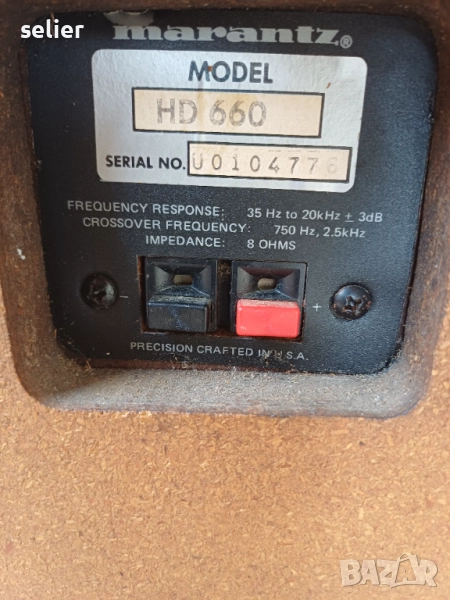 selier
marantz®
MODEL
HD 660
SERIAL NO. U0104776
FREQUENCY RESPONSE: 35 Hz to 20kHz ± 3dB
CROSSOVER FREQUENCY: 750 Hz, 2.5kHz
IMPEDANCE: 8 OHMS
- +
PRECISION CRAFTED IN U.S.A.
BAZAR